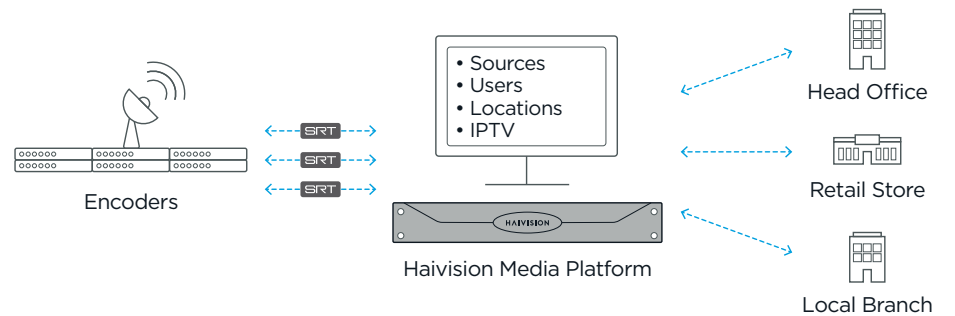 • Sources
• Users
• Locations
• IPTV
Head Office
SRT
SRT
SRT
Retail Store
Encoders
HAIVISION
Haivision Media Platform
Local Branch